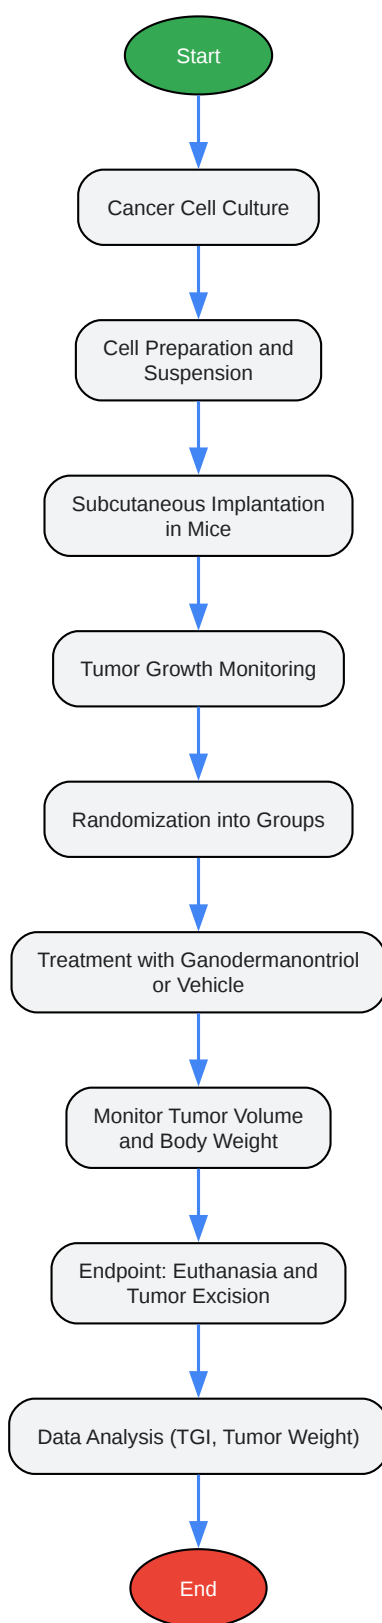 Start
Cancer Cell Culture
Cell Preparation and
Suspension
Subcutaneous Implantation
in Mice
Tumor Growth Monitoring
Randomization into Groups
Treatment with Ganodermanontriol
or Vehicle
Monitor Tumor Volume
and Body Weight
Endpoint: Euthanasia and
Tumor Excision
Data Analysis (TGI, Tumor Weight)
End